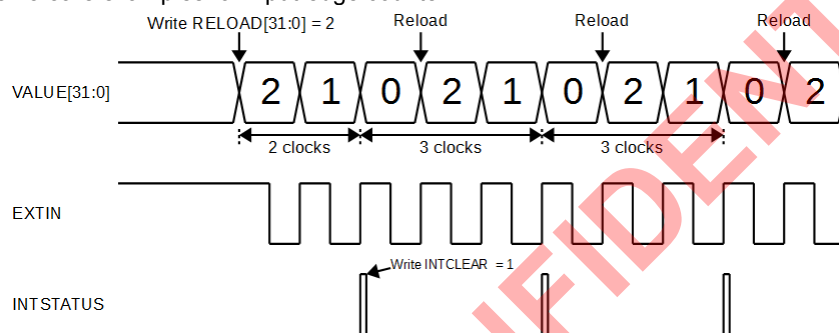 Write RELOAD[31:0] = 2 Reload Reload Reload
VALUE[31:0] 2 1 0 2 1 0 2 1 0 2
2 clocks 3 clocks 3 clocks
EXTIN
Write INTCLEAR = 1
INTSTATUS